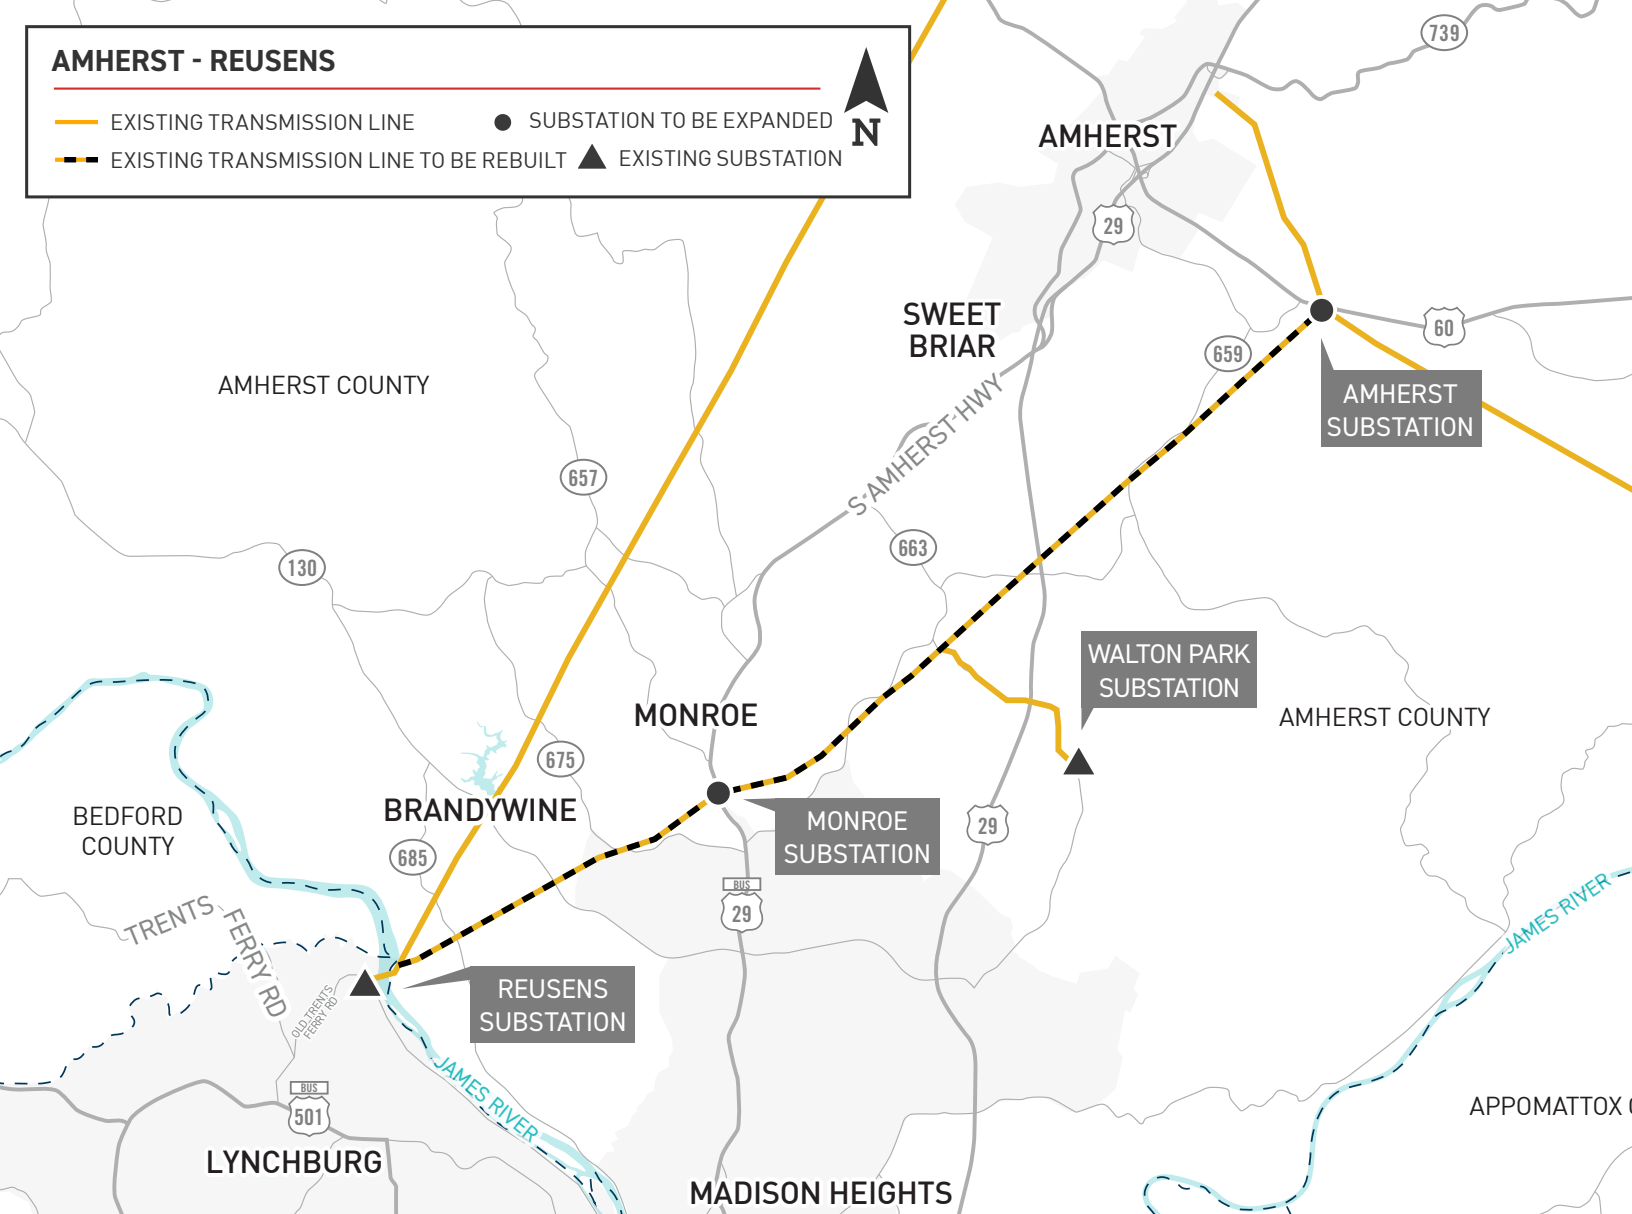 AMHERST - REUSENS
EXISTING TRANSMISSION LINE
SUBSTATION TO BE EXPANDED
EXISTING TRANSMISSION LINE TO BE REBUILT
EXISTING SUBSTATION
N
739
AMHERST
29
SWEET
BRIAR
60
659
AMHERST COUNTY
AMHERST
SUBSTATION
S AMHERST HWY
657
663
130
WALTON PARK
SUBSTATION
MONROE
AMHERST COUNTY
675
BRANDYWINE
BEDFORD
COUNTY
MONROE
SUBSTATION
29
685
BUS
29
TRENTS
FERRY RD
JAMES RIVER
REUSENS
SUBSTATION
OLD TRENTS
FERRY RD
JAMES RIVER
BUS
501
APPOMATTOX C
LYNCHBURG
MADISON HEIGHTS